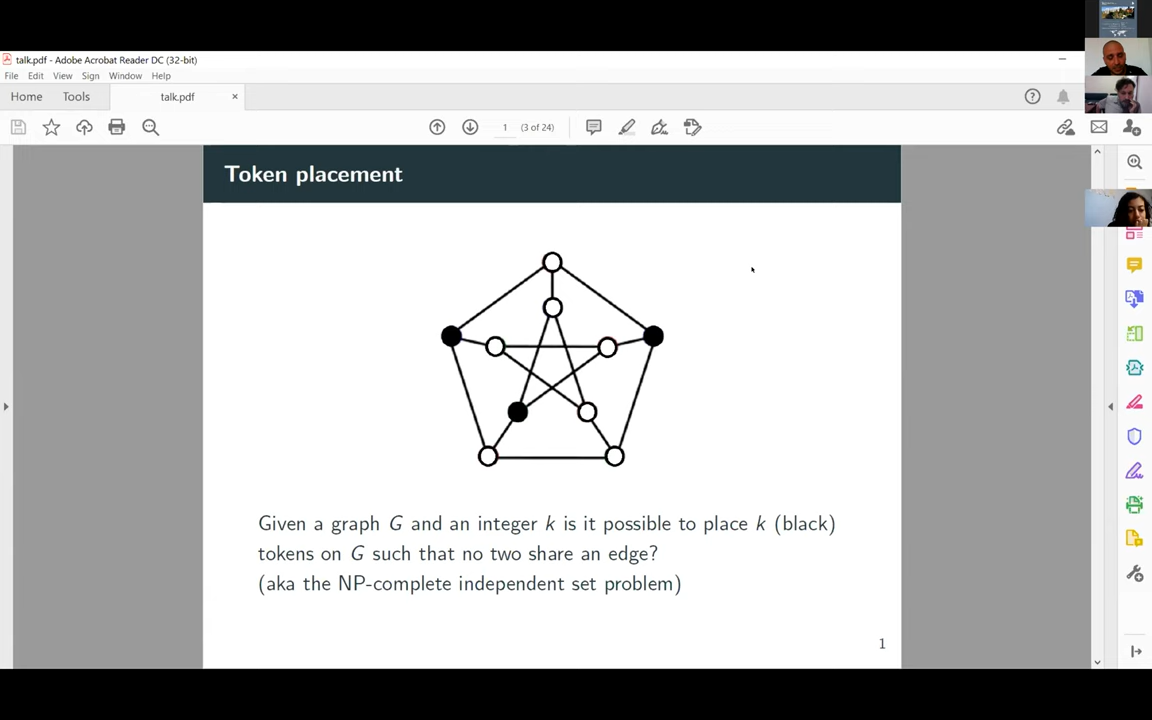 talk.pdf - Adobe Acrobat Reader DC (32-bit)
File Edit View Sign Window Help
Home Tools talk.pdf ×
1 (3 of 24)
Token placement
Given a graph G and an integer k is it possible to place k (black)
tokens on G such that no two share an edge?
(aka the NP-complete independent set problem)
1